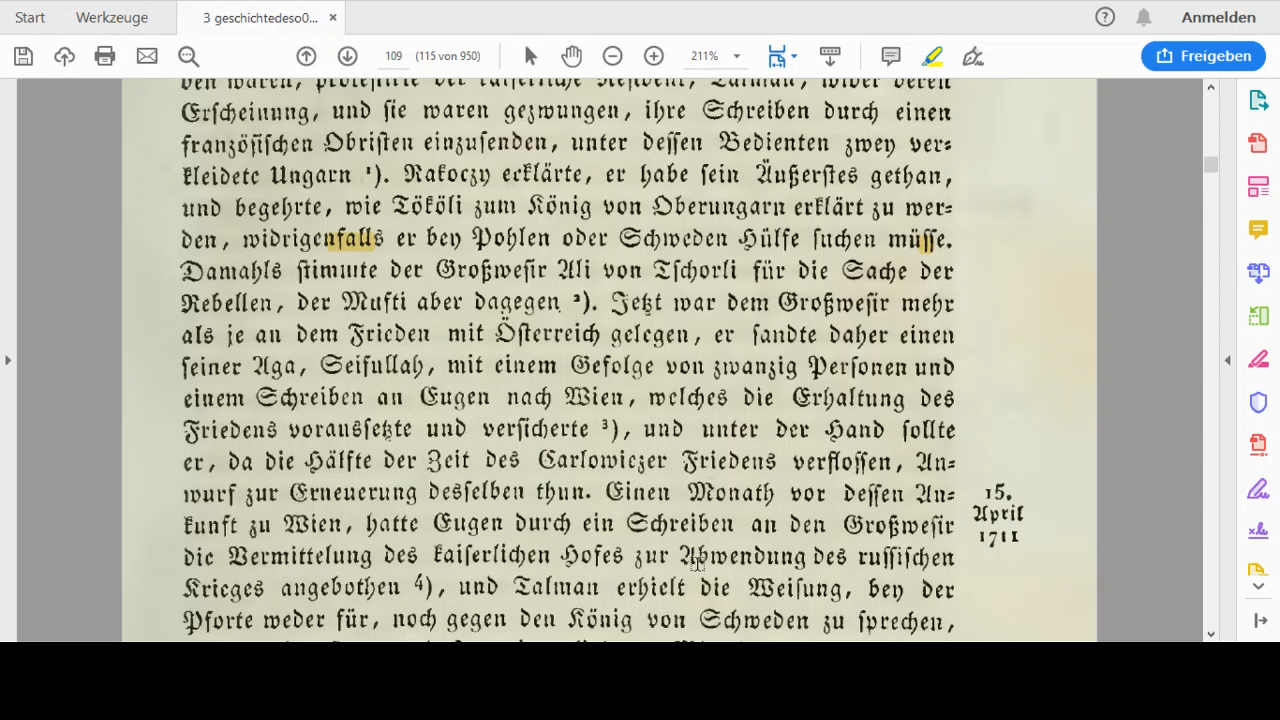 Start
Werkzeuge
3 geschichtedeso0...
Anmelden
109
(115 von 950)
211%
Freigeben
den waren, protestirte der kaiserliche Resident, Talman, wider deren
Erscheinung, und sie waren gezwungen, ihre Schreiben durch einen
französischen Obristen einzusenden, unter dessen Bedienten zwey ver=
kleidete Ungarn ¹). Rakoczy erklärte, er habe sein Äußerstes gethan,
und begehrte, wie Tököli zum König von Oberungarn erklärt zu wer=
den, widrigenfalls er bey Pohlen oder Schweden Hülfe suchen müsse.
Damahls stimmte der Großwesir Ali von Tschorli für die Sache der
Rebellen, der Mufti aber dagegen ²). Jetzt war dem Großwesir mehr
als je an dem Frieden mit Österreich gelegen, er sandte daher einen
seiner Aga, Seifullah, mit einem Gefolge von zwanzig Personen und
einem Schreiben an Eugen nach Wien, welches die Erhaltung des
Friedens voraussetzte und versicherte ³), und unter der Hand sollte
er, da die Hälfte der Zeit des Carlowiczer Friedens verflossen, An=
wurf zur Erneuerung desselben thun. Einen Monath vor dessen An=
kunft zu Wien, hatte Eugen durch ein Schreiben an den Großwesir
die Vermittelung des kaiserlichen Hofes zur Abwendung des russischen
Krieges angebothen ⁴), und Talman erhielt die Weisung, bey der
Pforte weder für, noch gegen den König von Schweden zu sprechen,
15.
April
1711